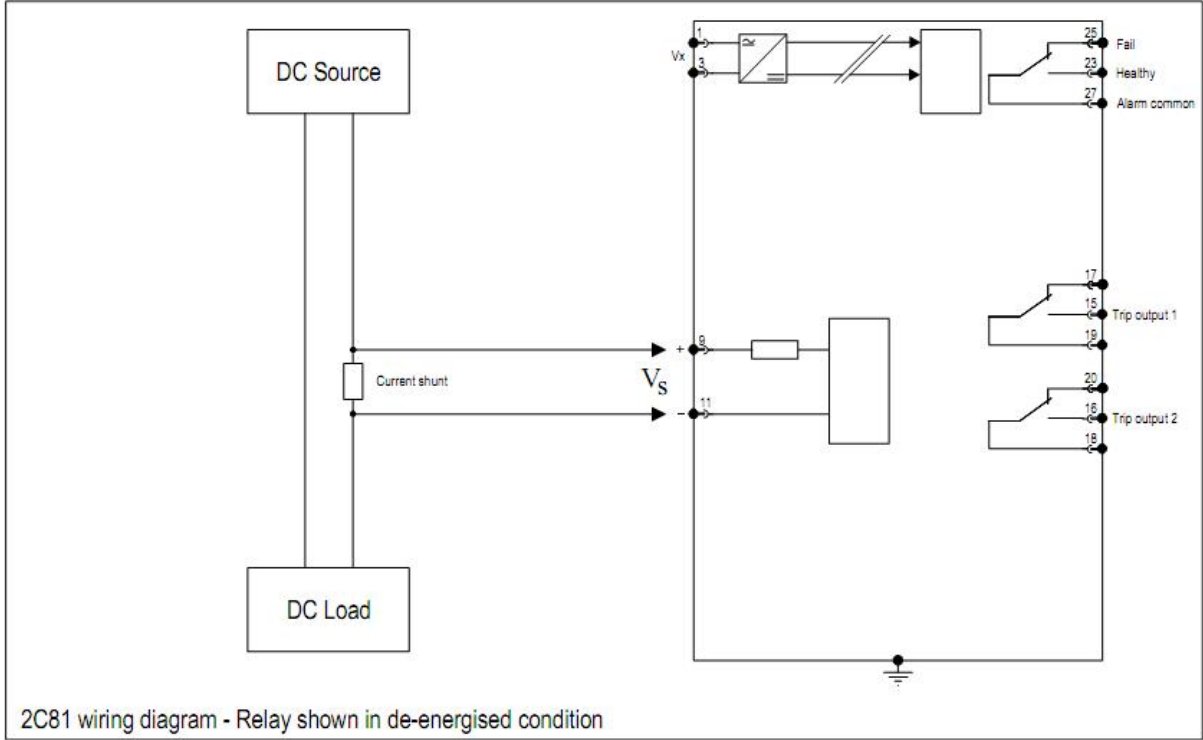 DC Source
Vx
1
3
25
Fail
23
Healthy
27
Alarm common
17
15
Trip output 1
19
Current shunt
VS
+
9
-
11
20
16
Trip output 2
18
DC Load
2C81 wiring diagram - Relay shown in de-energised condition